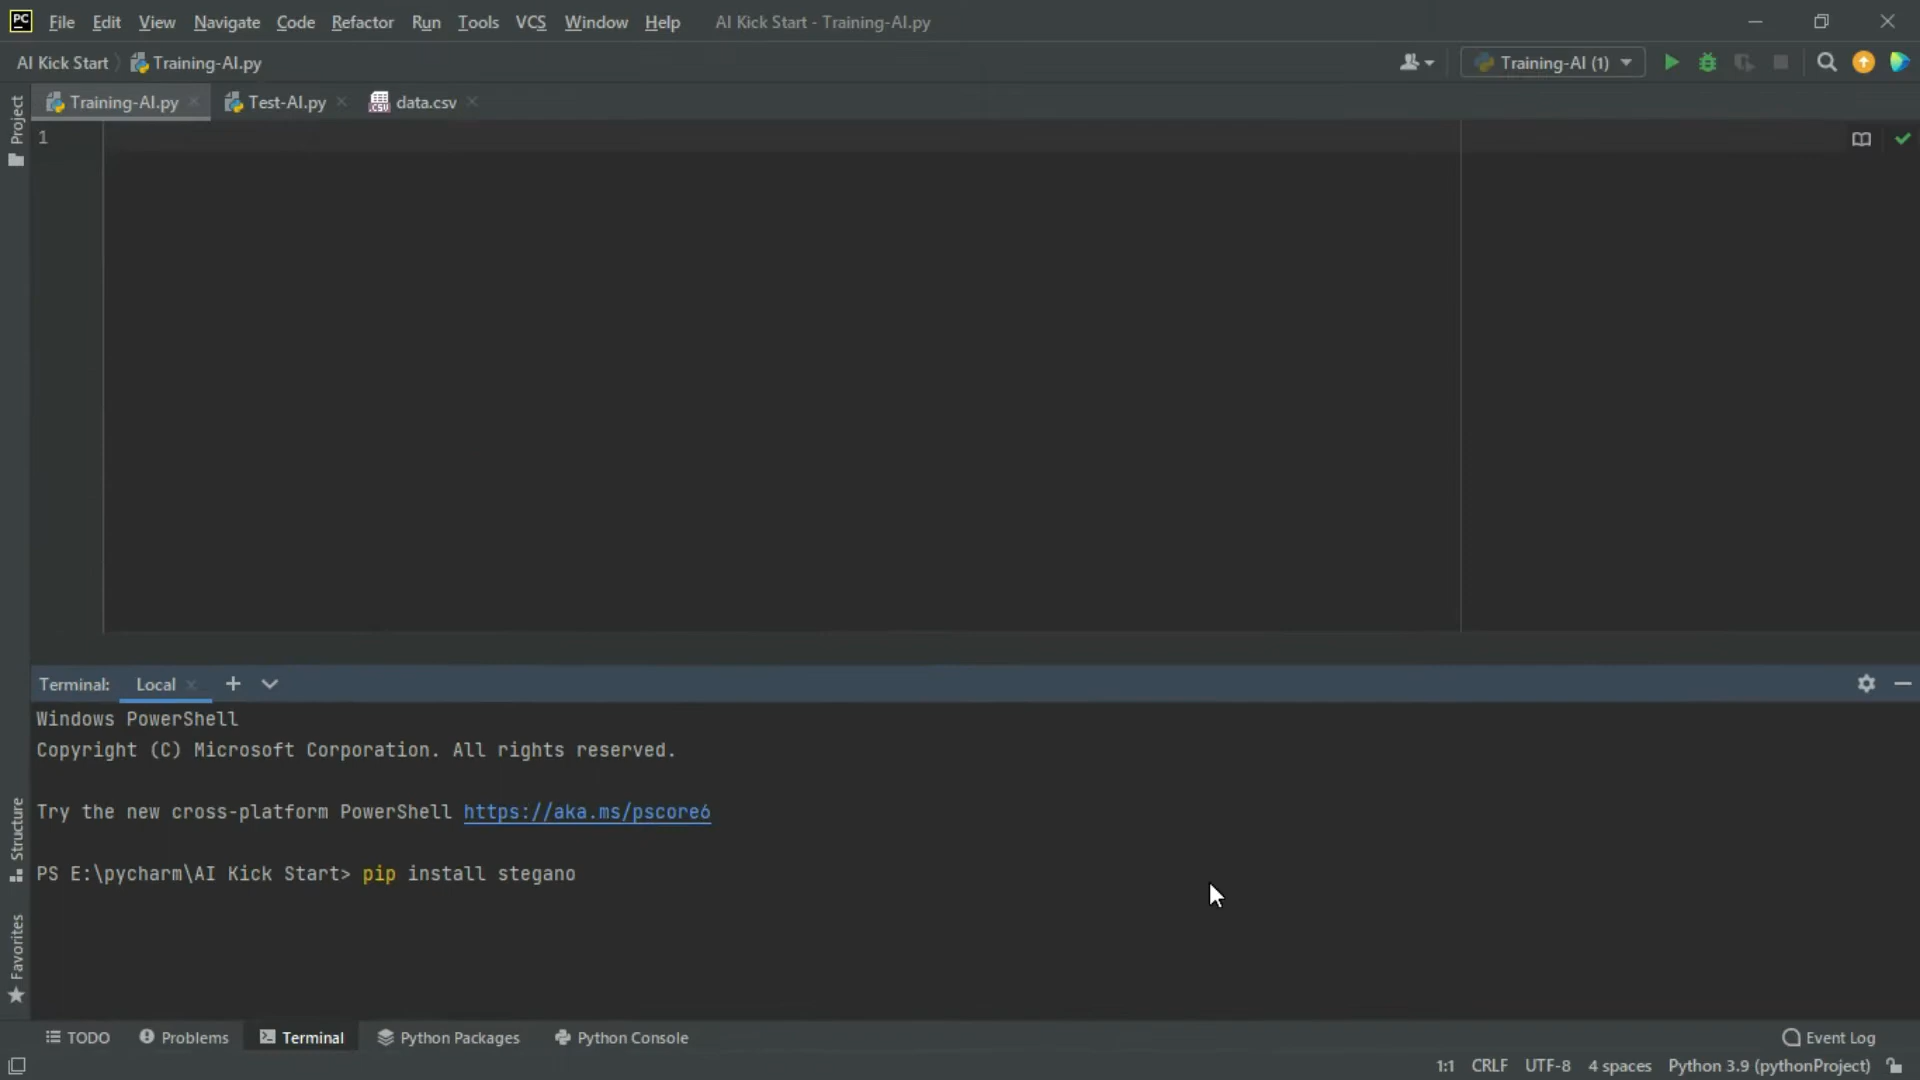 PC File Edit View Navigate Code Refactor Run Tools VCS Window Help AI Kick Start - Training-AI.py
AI Kick Start Training-AI.py Training-AI (1)
Training-AI.py Test-AI.py data.csv
Project
1
Terminal: Local
Windows PowerShell
Copyright (C) Microsoft Corporation. All rights reserved.
Try the new cross-platform PowerShell https://aka.ms/pscore6
Structure
PS E:\pycharm\AI Kick Start> pip install stegano
Favorites
TODO Problems Terminal Python Packages Python Console Event Log
1:1 CRLF UTF-8 4 spaces Python 3.9 (pythonProject)